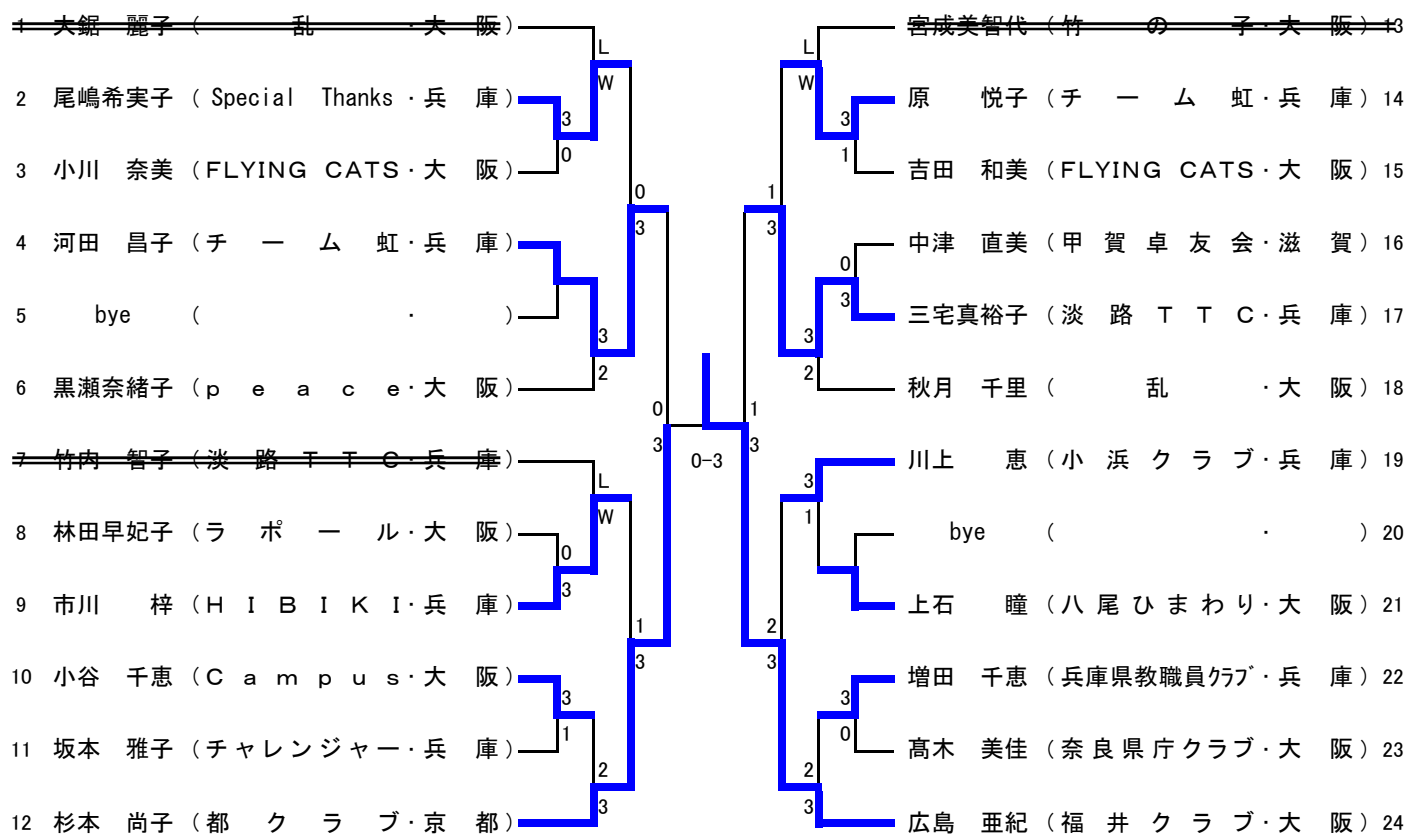 1 大鋸 麗子 ( 乱 ・ 大 阪 )
L
W
2 尾嶋希実子 ( Special Thanks ・ 兵 庫 )
3
0
3 小川 奈美 ( FLYING CATS ・ 大 阪 )
0
3
4 河田 昌子 ( チ ー ム 虹 ・ 兵 庫 )
5 bye ( ・ )
3
2
6 黒瀬奈緒子 ( p e a c e ・ 大 阪 )
0
3
7 竹内 智子 ( 淡 路 T T C ・ 兵 庫 )
L
W
8 林田早妃子 ( ラ ポ ー ル ・ 大 阪 )
0
3
9 市川 梓 ( H I B I K I ・ 兵 庫 )
1
3
10 小谷 千恵 ( C a m p u s ・ 大 阪 )
3
1
11 坂本 雅子 ( チャレンジャー ・ 兵 庫 )
2
3
12 杉本 尚子 ( 都 ク ラ ブ ・ 京 都 )
0-3
宮成美智代 ( 竹 の 子 ・ 大 阪 ) 13
L
W
原 悦子 ( チ ー ム 虹 ・ 兵 庫 ) 14
3
1
吉田 和美 ( FLYING CATS ・ 大 阪 ) 15
1
3
中津 直美 ( 甲 賀 卓 友 会 ・ 滋 賀 ) 16
0
3
三宅真裕子 ( 淡 路 T T C ・ 兵 庫 ) 17
3
2
秋月 千里 ( 乱 ・ 大 阪 ) 18
1
3
川上 恵 ( 小 浜 ク ラ ブ ・ 兵 庫 ) 19
3
1
bye ( ・ ) 20
上石 瞳 ( 八 尾 ひ ま わ り ・ 大 阪 ) 21
2
3
増田 千恵 ( 兵庫県教職員ｸﾗﾌﾞ ・ 兵 庫 ) 22
3
0
髙木 美佳 ( 奈 良 県 庁 ク ラ ブ ・ 大 阪 ) 23
2
3
広島 亜紀 ( 福 井 ク ラ ブ ・ 大 阪 ) 24